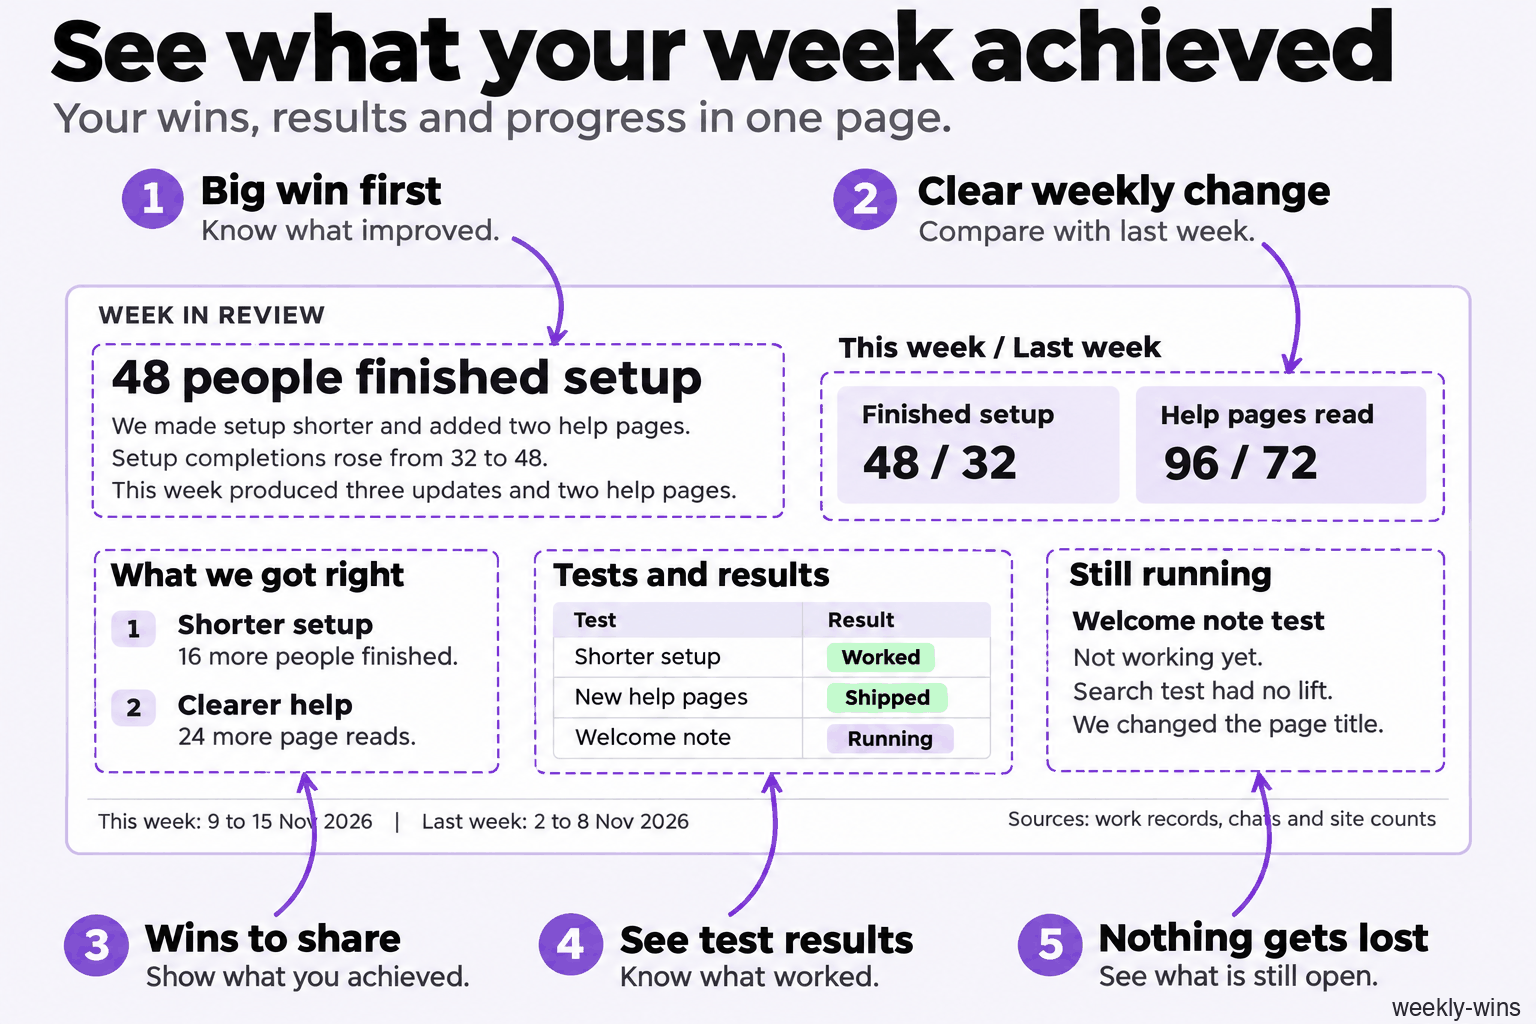 See what your week achieved
Your wins, results and progress in one page.
1 Big win first
Know what improved.
2 Clear weekly change
Compare with last week.
WEEK IN REVIEW
48 people finished setup
We made setup shorter and added two help pages.
Setup completions rose from 32 to 48.
This week produced three updates and two help pages.
This week / Last week
Finished setup
48 / 32
Help pages read
96 / 72
What we got right
1 Shorter setup
16 more people finished.
2 Clearer help
24 more page reads.
Tests and results
Test Result
Shorter setup Worked
New help pages Shipped
Welcome note Running
Still running
Welcome note test
Not working yet.
Search test had no lift.
We changed the page title.
This week: 9 to 15 Nov 2026 | Last week: 2 to 8 Nov 2026
Sources: work records, chats and site counts
3 Wins to share
Show what you achieved.
4 See test results
Know what worked.
5 Nothing gets lost
See what is still open.
weekly-wins